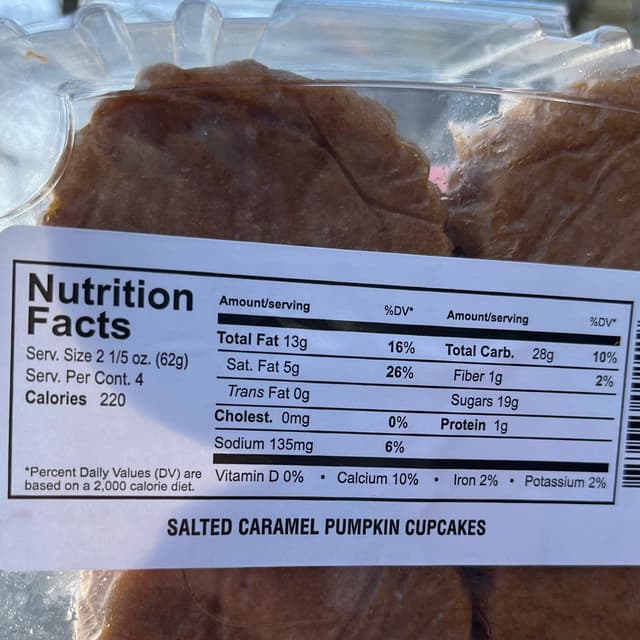 Nutrition
Facts
Serv. Size 2 1/5 oz. (62g)
Serv. Per Cont. 4
Calories 220
*Percent Daily Values (DV) are
based on a 2,000 calorie diet.
Amount/serving %DV* Amount/serving %DV*
Total Fat 13g 16% Total Carb. 28g 10%
Sat. Fat 5g 26% Fiber 1g 2%
Trans Fat 0g Sugars 19g
Cholest. 0mg 0% Protein 1g
Sodium 135mg 6%
Vitamin D 0% • Calcium 10% • Iron 2% • Potassium 2%
SALTED CARAMEL PUMPKIN CUPCAKES